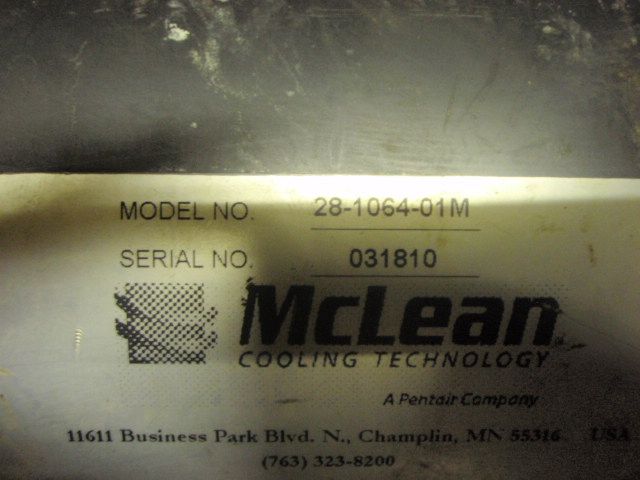 MODEL NO. 28-1064-01M
SERIAL NO. 031810
McLean
COOLING TECHNOLOGY
A Pentair Company
11611 Business Park Blvd. N., Champlin, MN 55316 USA
(763) 323-8200